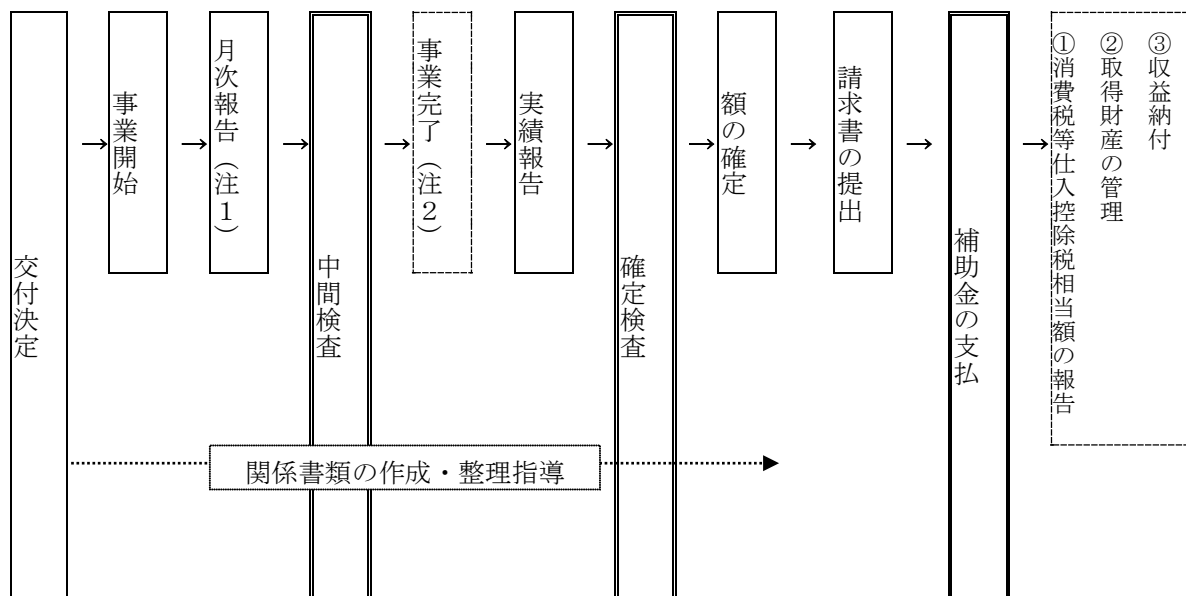 交付決定
→
事業開始
→
月次報告（注１）
→
中間検査
→
事業完了（注２）
→
実績報告
→
確定検査
→
額の確定
→
請求書の提出
→
補助金の支払
→
③収益納付
②取得財産の管理
①消費税等仕入控除税相当額の報告
関係書類の作成・整理指導